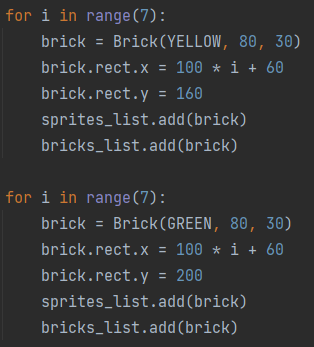 for i in range(7):
    brick = Brick(YELLOW, 80, 30)
    brick.rect.x = 100 * i + 60
    brick.rect.y = 160
    sprites_list.add(brick)
    bricks_list.add(brick)

for i in range(7):
    brick = Brick(GREEN, 80, 30)
    brick.rect.x = 100 * i + 60
    brick.rect.y = 200
    sprites_list.add(brick)
    bricks_list.add(brick)